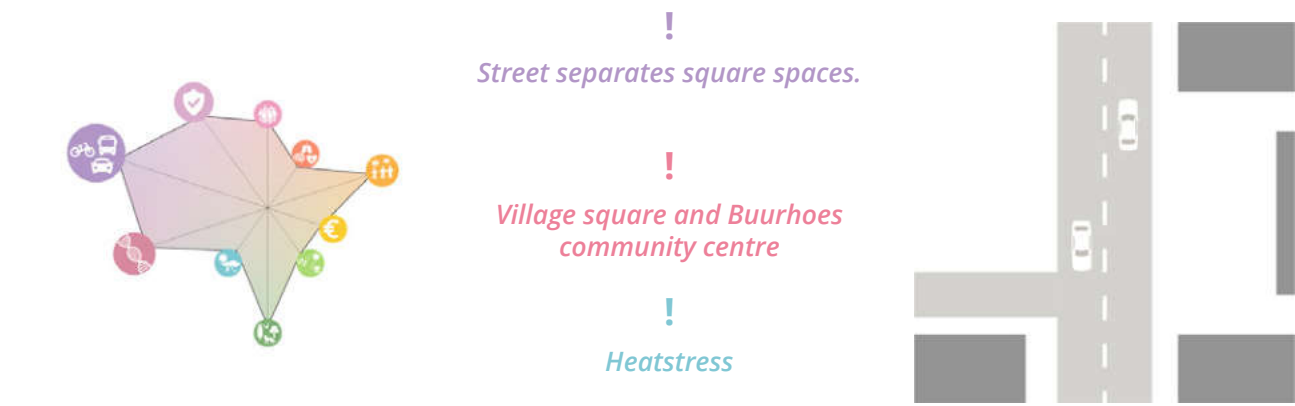 !
Street separates square spaces.
!
Village square and Buurhoes
community centre
!
Heatstress
€